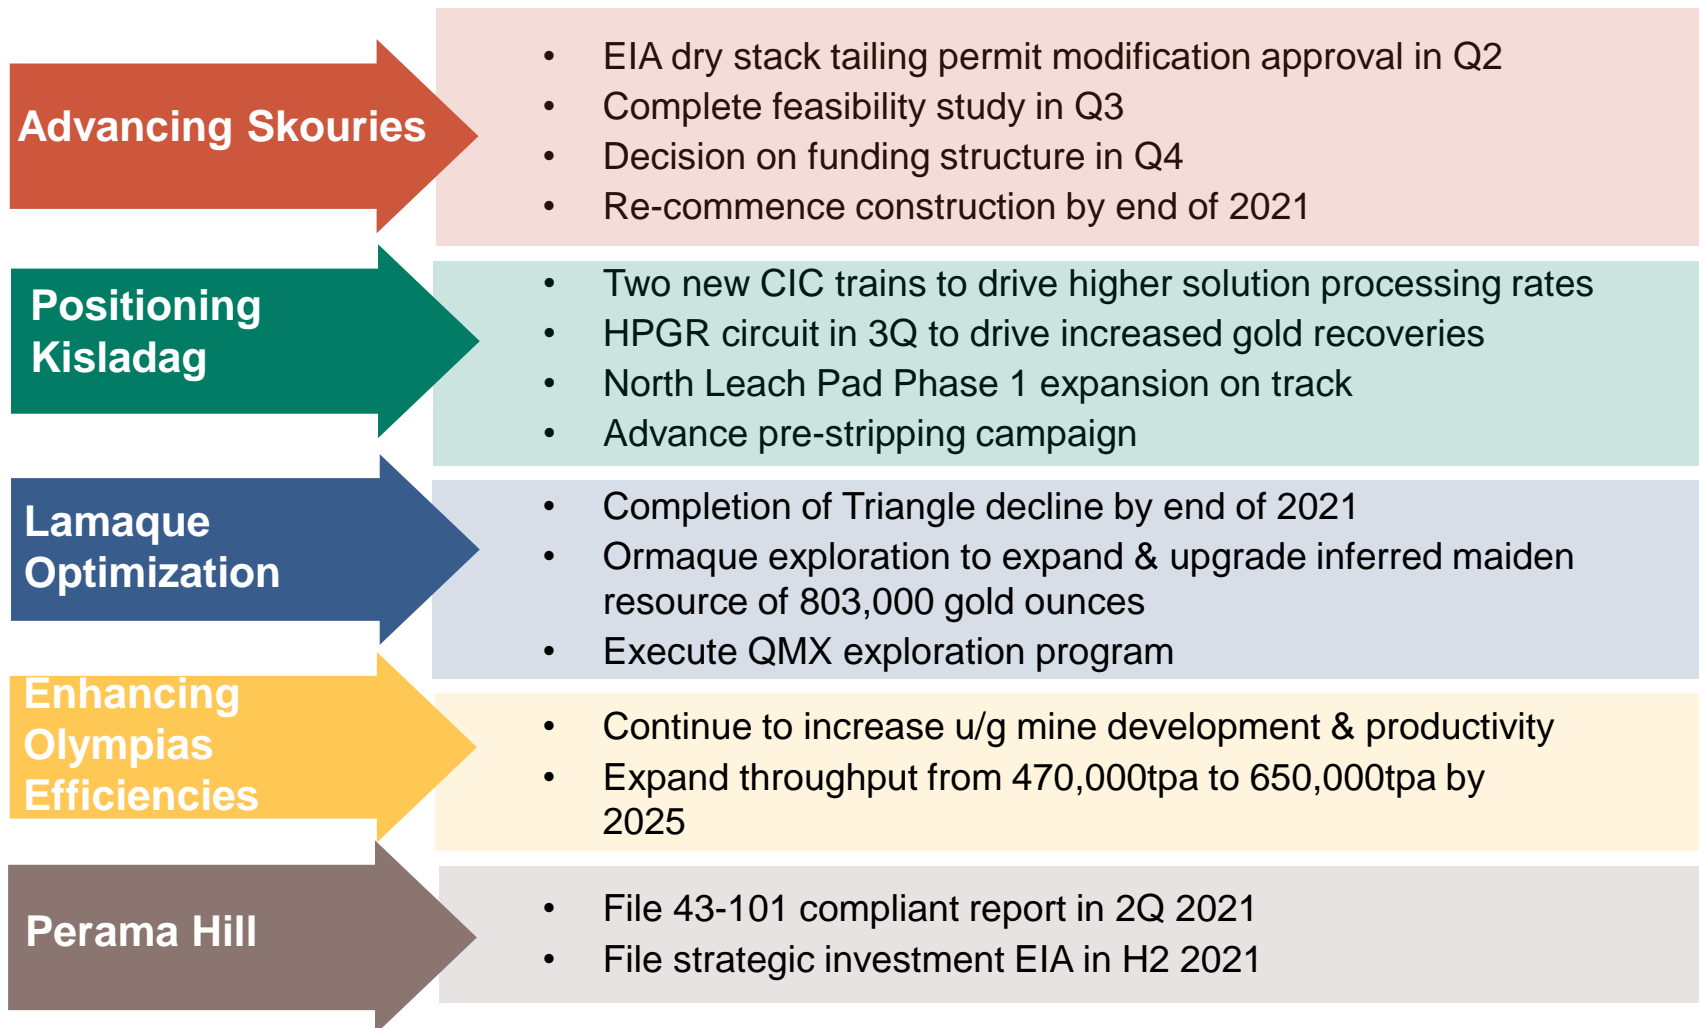 Advancing Skouries
• EIA dry stack tailing permit modification approval in Q2
• Complete feasibility study in Q3
• Decision on funding structure in Q4
• Re-commence construction by end of 2021
Positioning
Kisladag
• Two new CIC trains to drive higher solution processing rates
• HPGR circuit in 3Q to drive increased gold recoveries
• North Leach Pad Phase 1 expansion on track
• Advance pre-stripping campaign
Lamaque
Optimization
• Completion of Triangle decline by end of 2021
• Ormaque exploration to expand & upgrade inferred maiden
resource of 803,000 gold ounces
• Execute QMX exploration program
Enhancing
Olympias
Efficiencies
• Continue to increase u/g mine development & productivity
• Expand throughput from 470,000tpa to 650,000tpa by
2025
Perama Hill
• File 43-101 compliant report in 2Q 2021
• File strategic investment EIA in H2 2021